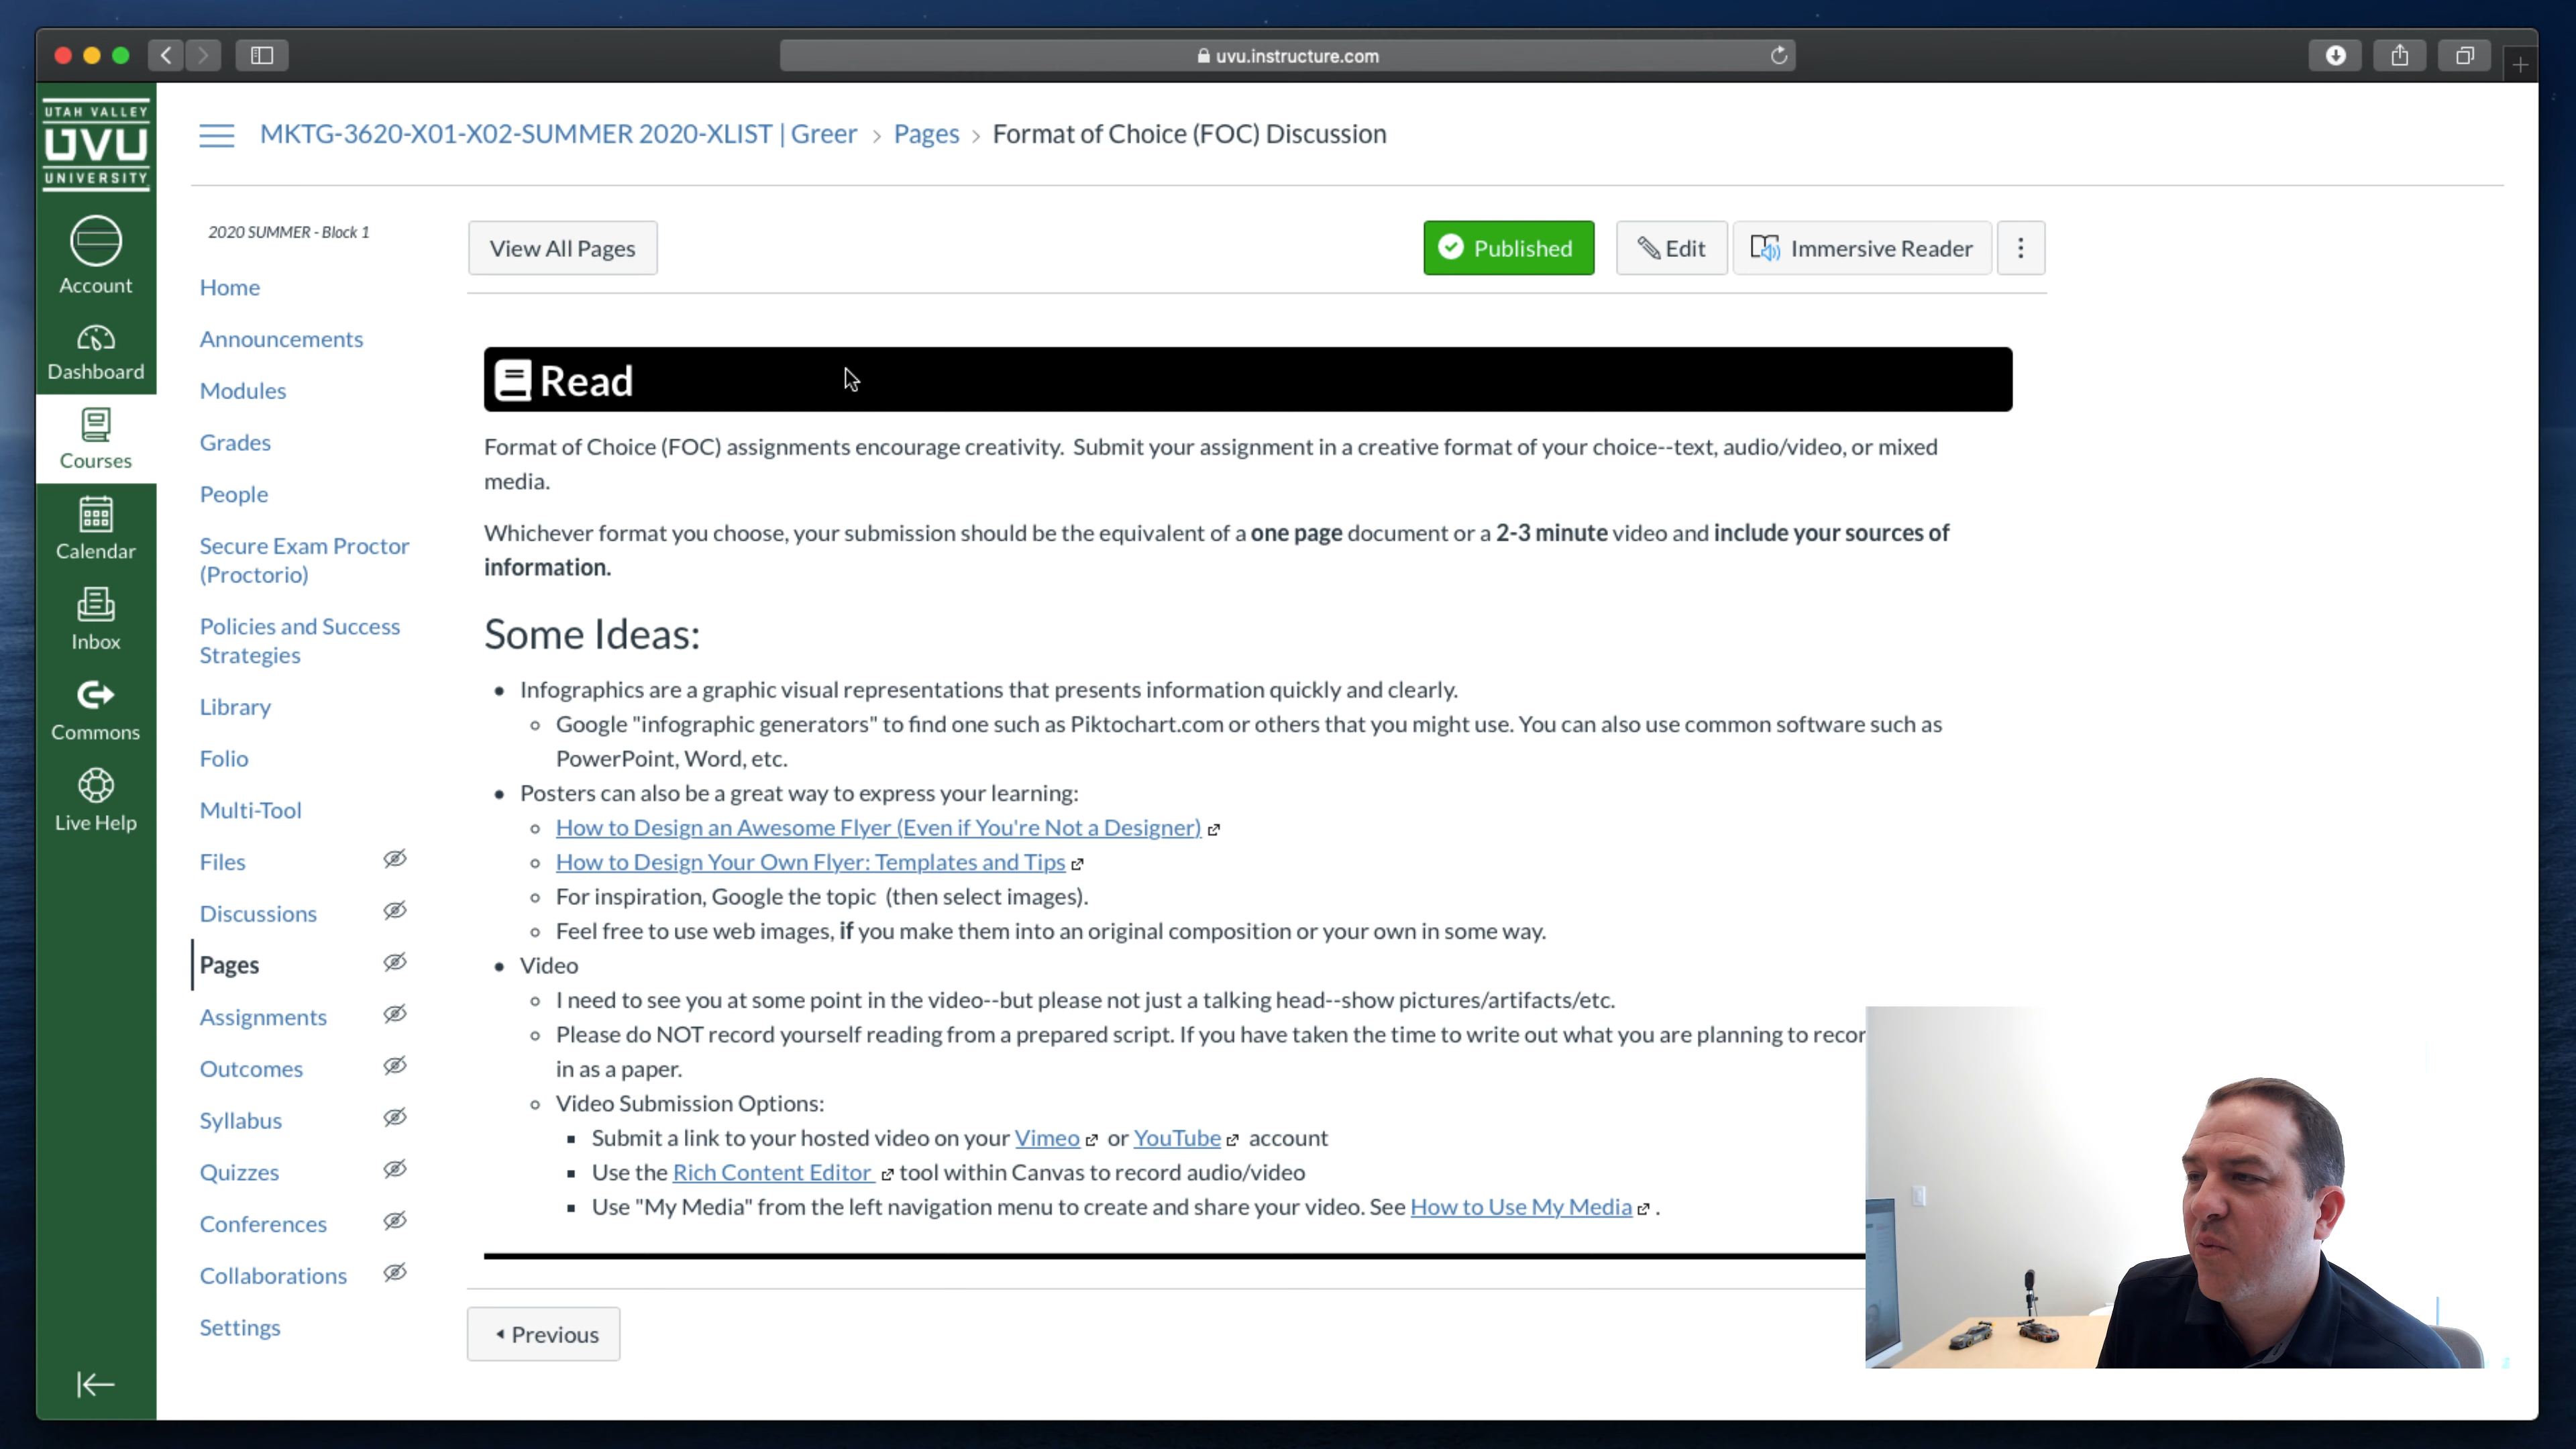 uvu.instructure.com
UTAH VALLEY
UVU
UNIVERSITY
MKTG-3620-X01-X02-SUMMER 2020-XLIST | Greer > Pages > Format of Choice (FOC) Discussion
Account
Dashboard
Courses
Calendar
Inbox
Commons
Live Help
2020 SUMMER - Block 1
Home
Announcements
Modules
Grades
People
Secure Exam Proctor
(Proctorio)
Policies and Success
Strategies
Library
Folio
Multi-Tool
Files
Discussions
Pages
Assignments
Outcomes
Syllabus
Quizzes
Conferences
Collaborations
Settings
View All Pages
Published
Edit
Immersive Reader
Read
Format of Choice (FOC) assignments encourage creativity. Submit your assignment in a creative format of your choice--text, audio/video, or mixed
media.
Whichever format you choose, your submission should be the equivalent of a one page document or a 2-3 minute video and include your sources of
information.
Some Ideas:
Infographics are a graphic visual representations that presents information quickly and clearly.
Google "infographic generators" to find one such as Piktochart.com or others that you might use. You can also use common software such as
PowerPoint, Word, etc.
Posters can also be a great way to express your learning:
How to Design an Awesome Flyer (Even if You're Not a Designer)
How to Design Your Own Flyer: Templates and Tips
For inspiration, Google the topic (then select images).
Feel free to use web images, if you make them into an original composition or your own in some way.
Video
I need to see you at some point in the video--but please not just a talking head--show pictures/artifacts/etc.
Please do NOT record yourself reading from a prepared script. If you have taken the time to write out what you are planning to recor
in as a paper.
Video Submission Options:
Submit a link to your hosted video on your Vimeo or YouTube account
Use the Rich Content Editor tool within Canvas to record audio/video
Use "My Media" from the left navigation menu to create and share your video. See How to Use My Media .
Previous